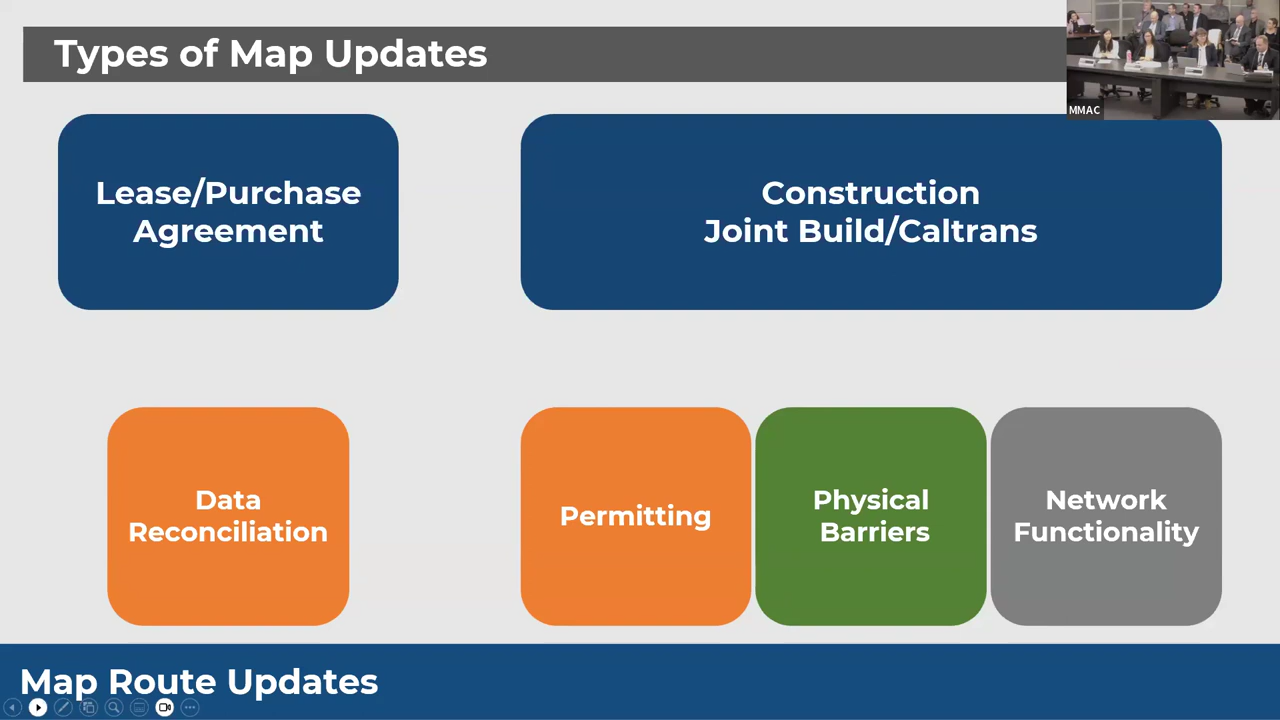 Types of Map Updates
MMAC
Lease/Purchase
Agreement
Construction
Joint Build/Caltrans
Data
Reconciliation
Permitting
Physical
Barriers
Network
Functionality
Map Route Updates